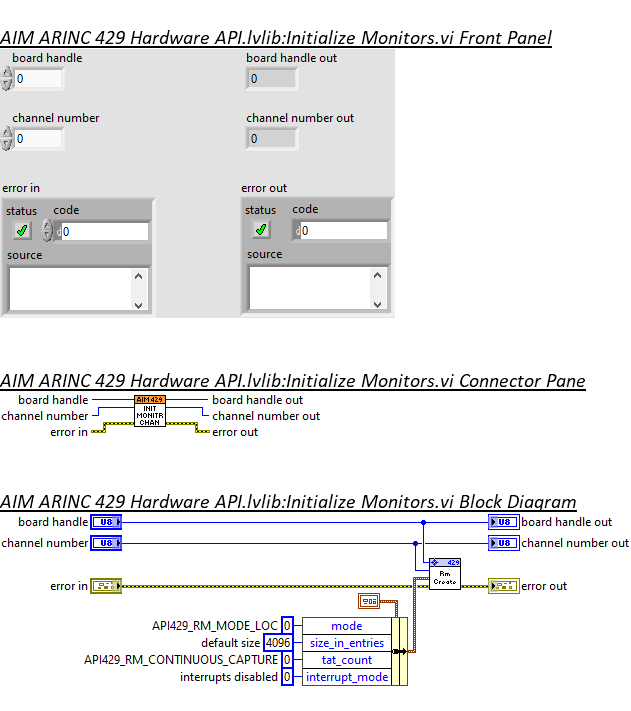 AIM ARINC 429 Hardware API.lvlib:Initialize Monitors.vi Front Panel
board handle
board handle out
0
0
channel number
channel number out
0
0
error in
error out
status code
status code
0
0
source
source
AIM ARINC 429 Hardware API.lvlib:Initialize Monitors.vi Connector Pane
board handle
AIM429
board handle out
channel number
INIT
MONITR
CHAN
channel number out
error in
error out
AIM ARINC 429 Hardware API.lvlib:Initialize Monitors.vi Block Diagram
board handle U8
U8 board handle out
channel number U8
U8 channel number out
429
Rm
Create
error in
error out
API429_RM_MODE_LOC 0 mode
default size 4096 size_in_entries
API429_RM_CONTINUOUS_CAPTURE 0 tat_count
interrupts disabled 0 interrupt_mode